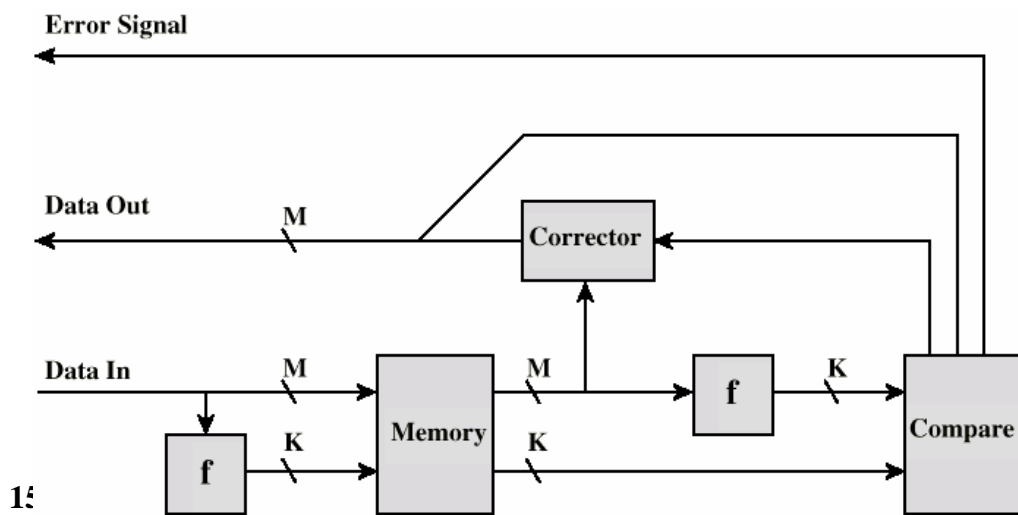 Error Signal
Data Out
M
Corrector
Data In
M
M
K
f
Memory
Compare
f
K
K